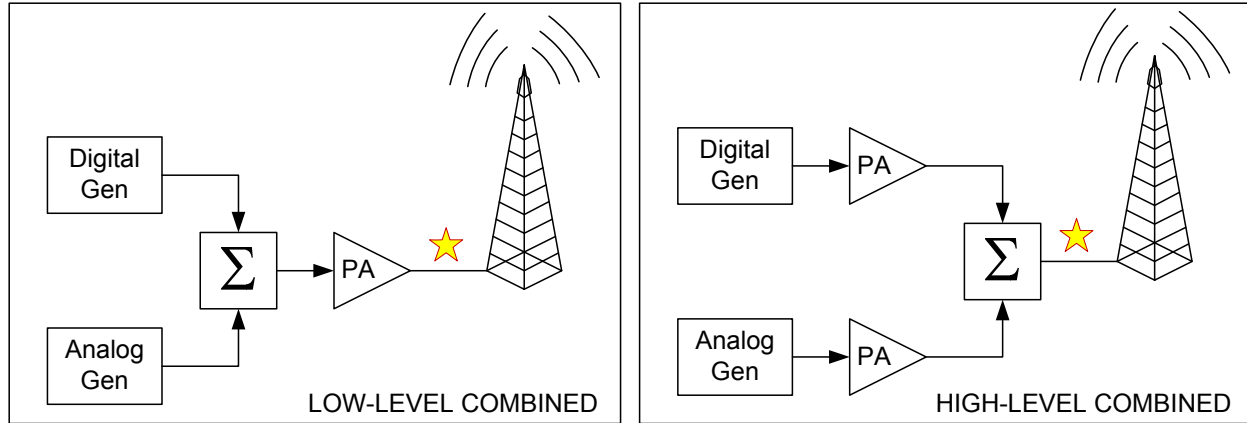 Digital
Gen
Σ
PA
Analog
Gen
LOW-LEVEL COMBINED
Digital
Gen
PA
Σ
Analog
Gen
PA
HIGH-LEVEL COMBINED